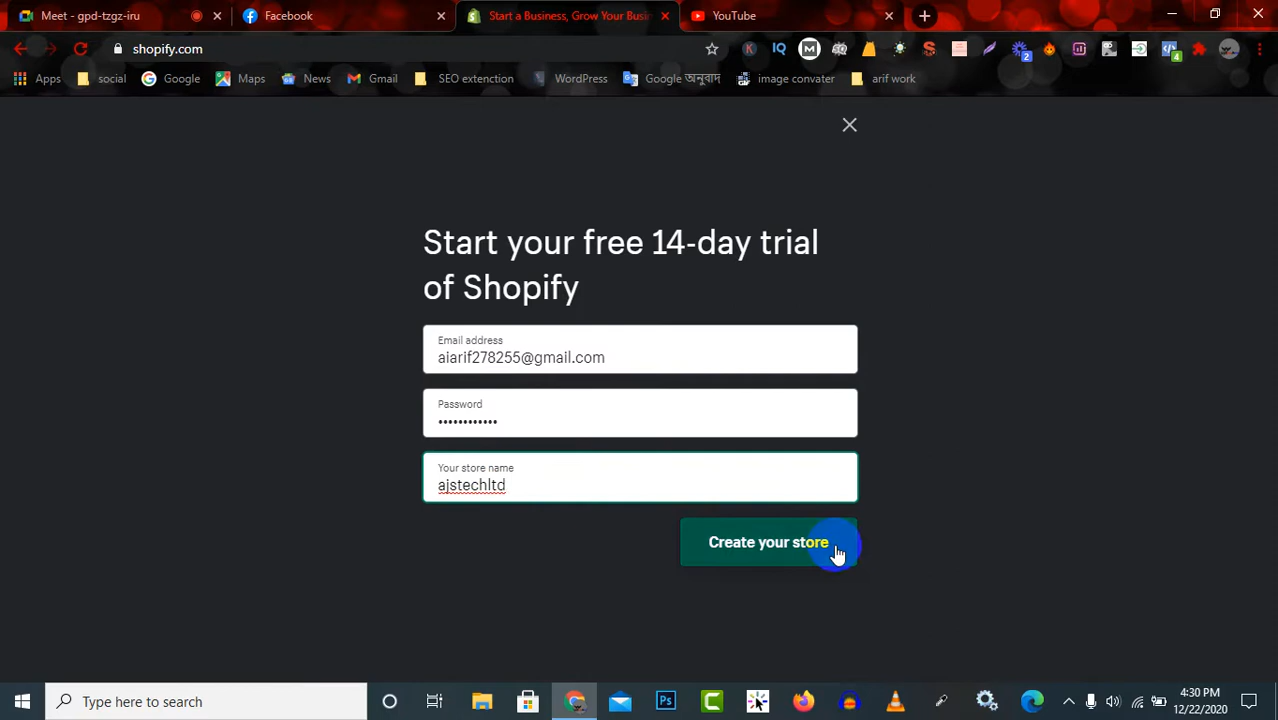 Meet - gpd-tzgz-iru
Facebook
Start a Business, Grow Your Busi
YouTube
shopify.com
Apps
social
Google
Maps
News
Gmail
SEO extenction
WordPress
Google অনুবাদ
image convater
arif work
Start your free 14-day trial
of Shopify
Email address
aiarif278255@gmail.com
Password
••••••••••••
Your store name
ajstechltd
Create your store
Type here to search
4:30 PM
12/22/2020